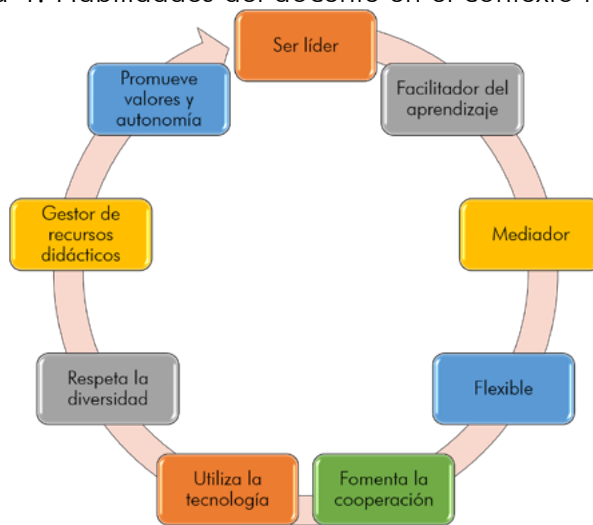 Habilidades del docente en el contexto
Ser líder
Facilitador del
aprendizaje
Mediador
Flexible
Fomenta la
cooperación
Utiliza la
tecnología
Respeta la
diversidad
Gestor de
recursos
didácticos
Promueve
valores y
autonomía